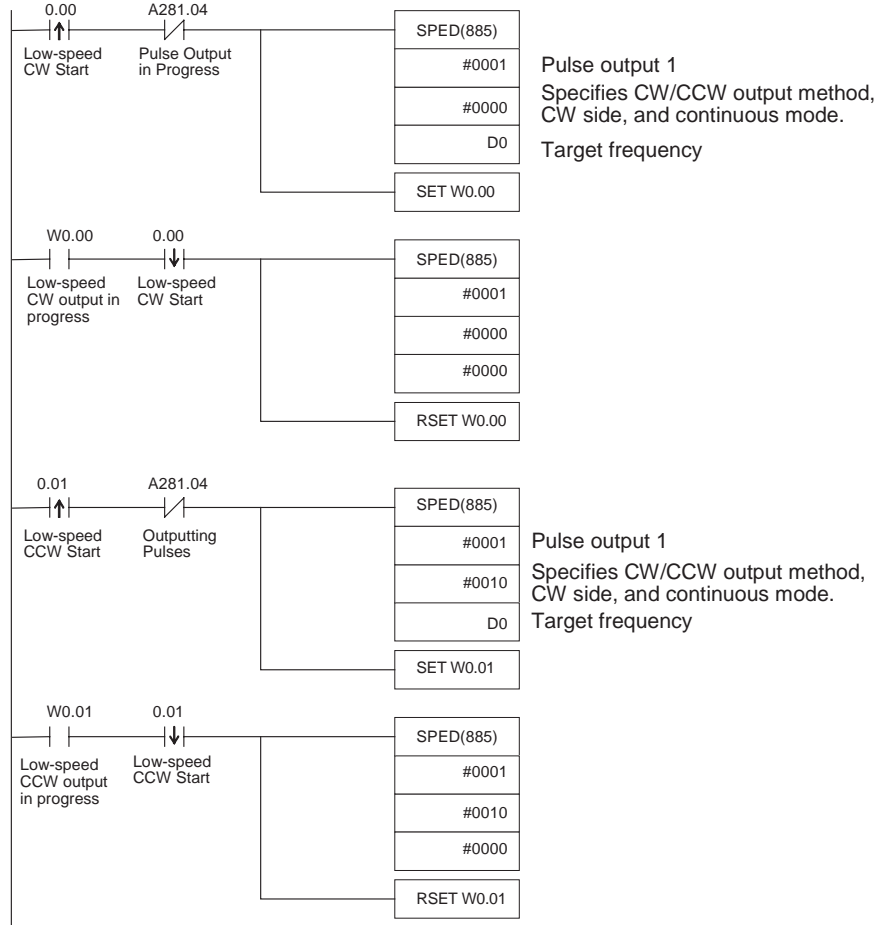 0.00
A281.04
Low-speed
CW Start
Pulse Output
in Progress
SPED(885)
#0001
Pulse output 1
#0000
Specifies CW/CCW output method,
CW side, and continuous mode.
D0
Target frequency
SET W0.00
W0.00
0.00
Low-speed
CW output in
progress
Low-speed
CW Start
SPED(885)
#0001
#0000
#0000
RSET W0.00
0.01
A281.04
Low-speed
CCW Start
Outputting
Pulses
SPED(885)
#0001
Pulse output 1
#0010
Specifies CW/CCW output method,
CW side, and continuous mode.
D0
Target frequency
SET W0.01
W0.01
0.01
Low-speed
CCW output
in progress
Low-speed
CCW Start
SPED(885)
#0001
#0010
#0000
RSET W0.01